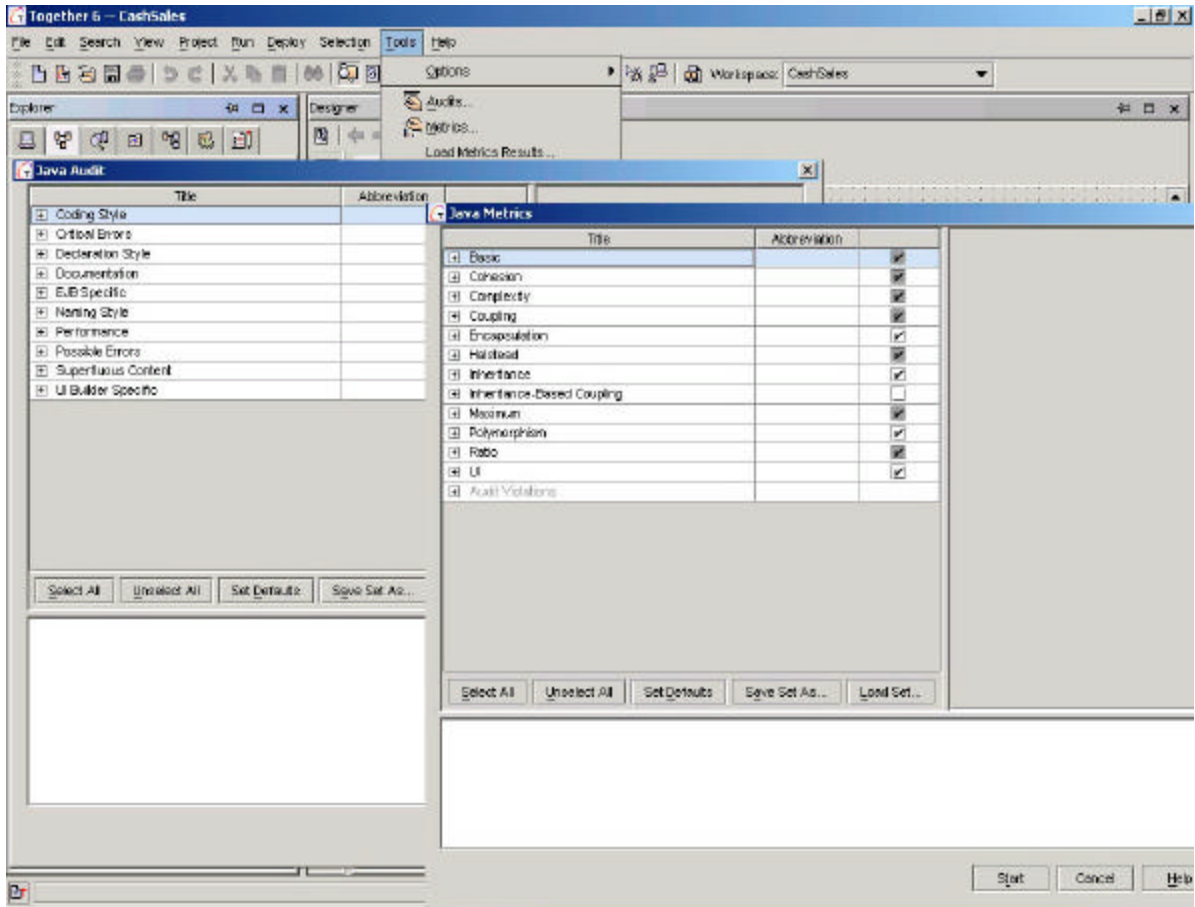 Together 6 — CashSales
File Edit Search View Project Run Deploy Selection Tools Help
Options
Workspace: CashSales
Explorer
Designer
Audits...
Metrics...
Load Metrics Results...
Java Audit
Title Abbreviation
Coding Style
Critical Errors
Declaration Style
Documentation
EJB Specific
Naming Style
Performance
Possible Errors
Superfluous Content
UI Builder Specific
Select All Unselect All Set Defaults Save Set As...
Java Metrics
Title Abbreviation
Basic
Cohesion
Complexity
Coupling
Encapsulation
Halstead
Inheritance
Inheritance-Based Coupling
Maximum
Polymorphism
Ratio
UI
Audit Violations
Select All Unselect All Set Defaults Save Set As... Load Set...
Start Cancel Help